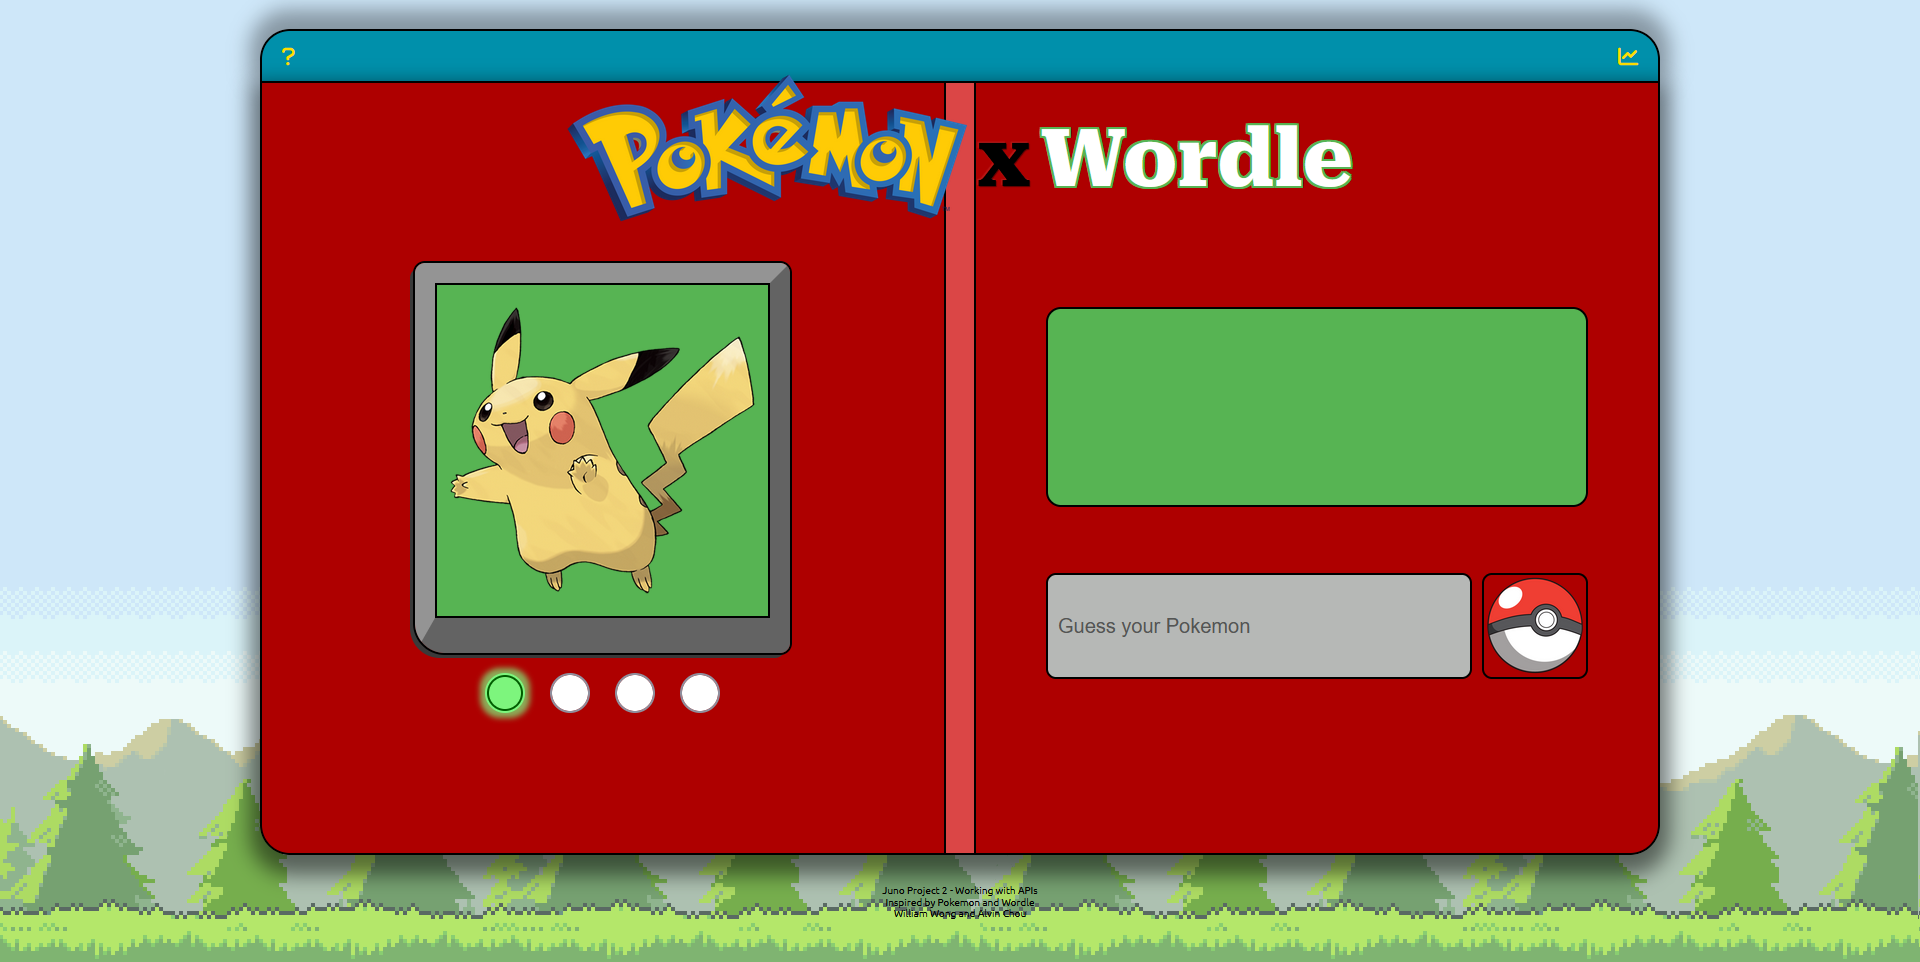 ?
Pokémon x Wordle
Guess your Pokemon
Juno Project 2 - Working with APIs
Inspired by Pokemon and Wordle
William Wong and Alvin Chou